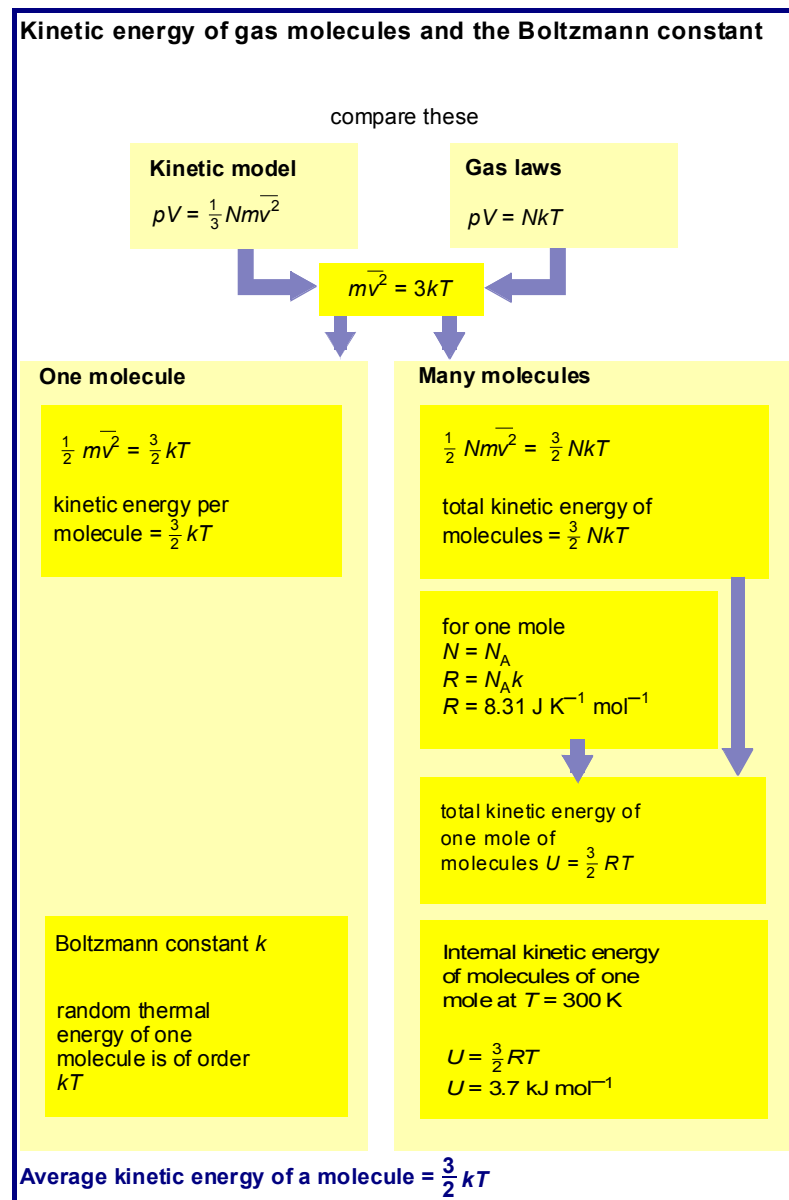 Kinetic energy of gas molecules and the Boltzmann constant
compare these
Kinetic model
pV = 1/3 Nmv̅²
Gas laws
pV = NkT
mv̅² = 3kT
One molecule
1/2 mv̅² = 3/2 kT
kinetic energy per
molecule = 3/2 kT
Boltzmann constant k
random thermal
energy of one
molecule is of order
kT
Many molecules
1/2 Nmv̅² = 3/2 NkT
total kinetic energy of
molecules = 3/2 NkT
for one mole
N = N_A
R = N_A k
R = 8.31 J K⁻¹ mol⁻¹
total kinetic energy of
one mole of
molecules U = 3/2 RT
Internal kinetic energy
of molecules of one
mole at T = 300 K
U = 3/2 RT
U = 3.7 kJ mol⁻¹
Average kinetic energy of a molecule = 3/2 kT